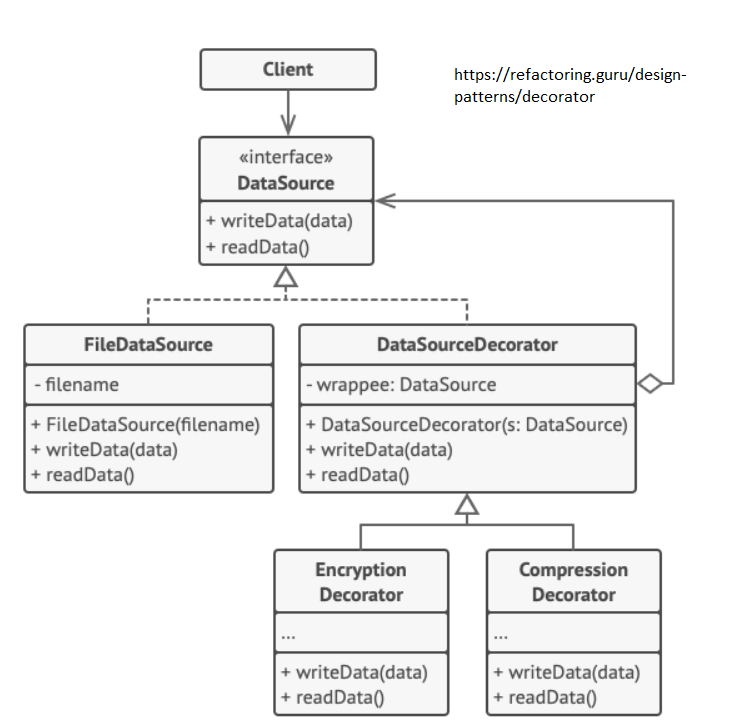 Client
https://refactoring.guru/design-
patterns/decorator
«interface»
DataSource
+ writeData(data)
+ readData()
FileDataSource
- filename
+ FileDataSource(filename)
+ writeData(data)
+ readData()
DataSourceDecorator
- wrappee: DataSource
+ DataSourceDecorator(s: DataSource)
+ writeData(data)
+ readData()
Encryption
Decorator
...
+ writeData(data)
+ readData()
Compression
Decorator
...
+ writeData(data)
+ readData()